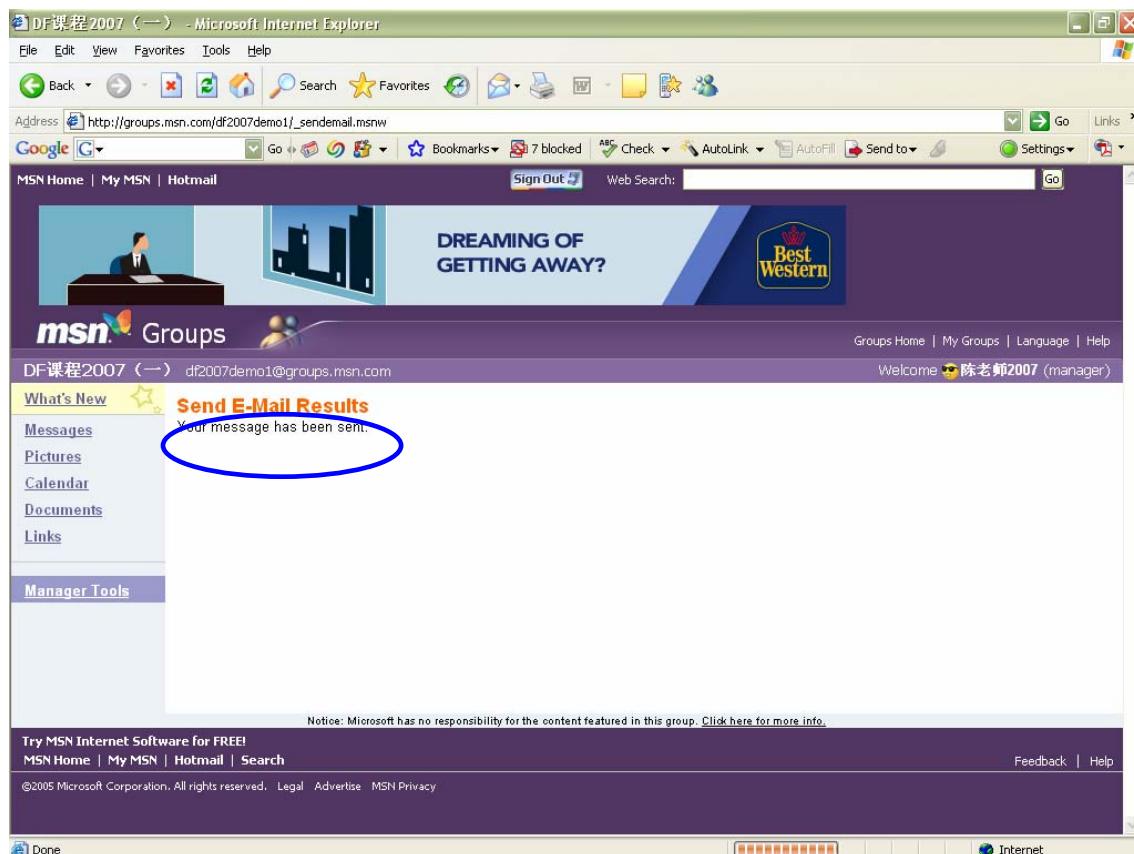 DF课程2007（一） - Microsoft Internet Explorer
File Edit View Favorites Tools Help
Back Search Favorites
Address http://groups.msn.com/df2007demo1/_sendemail.msnw Go Links
Google G Go Bookmarks 7 blocked ABC Check AutoLink AutoFill Send to Settings
MSN Home | My MSN | Hotmail Sign Out Web Search: Go
DREAMING OF
GETTING AWAY?
Best
Western
msn Groups
Groups Home | My Groups | Language | Help
DF课程2007（一） df2007demo1@groups.msn.com Welcome 陈老师2007 (manager)
What's New
Messages
Pictures
Calendar
Documents
Links
Manager Tools
Send E-Mail Results
Your message has been sent.
Notice: Microsoft has no responsibility for the content featured in this group. Click here for more info.
Try MSN Internet Software for FREE!
MSN Home | My MSN | Hotmail | Search Feedback | Help
©2005 Microsoft Corporation. All rights reserved. Legal Advertise MSN Privacy
Done Internet